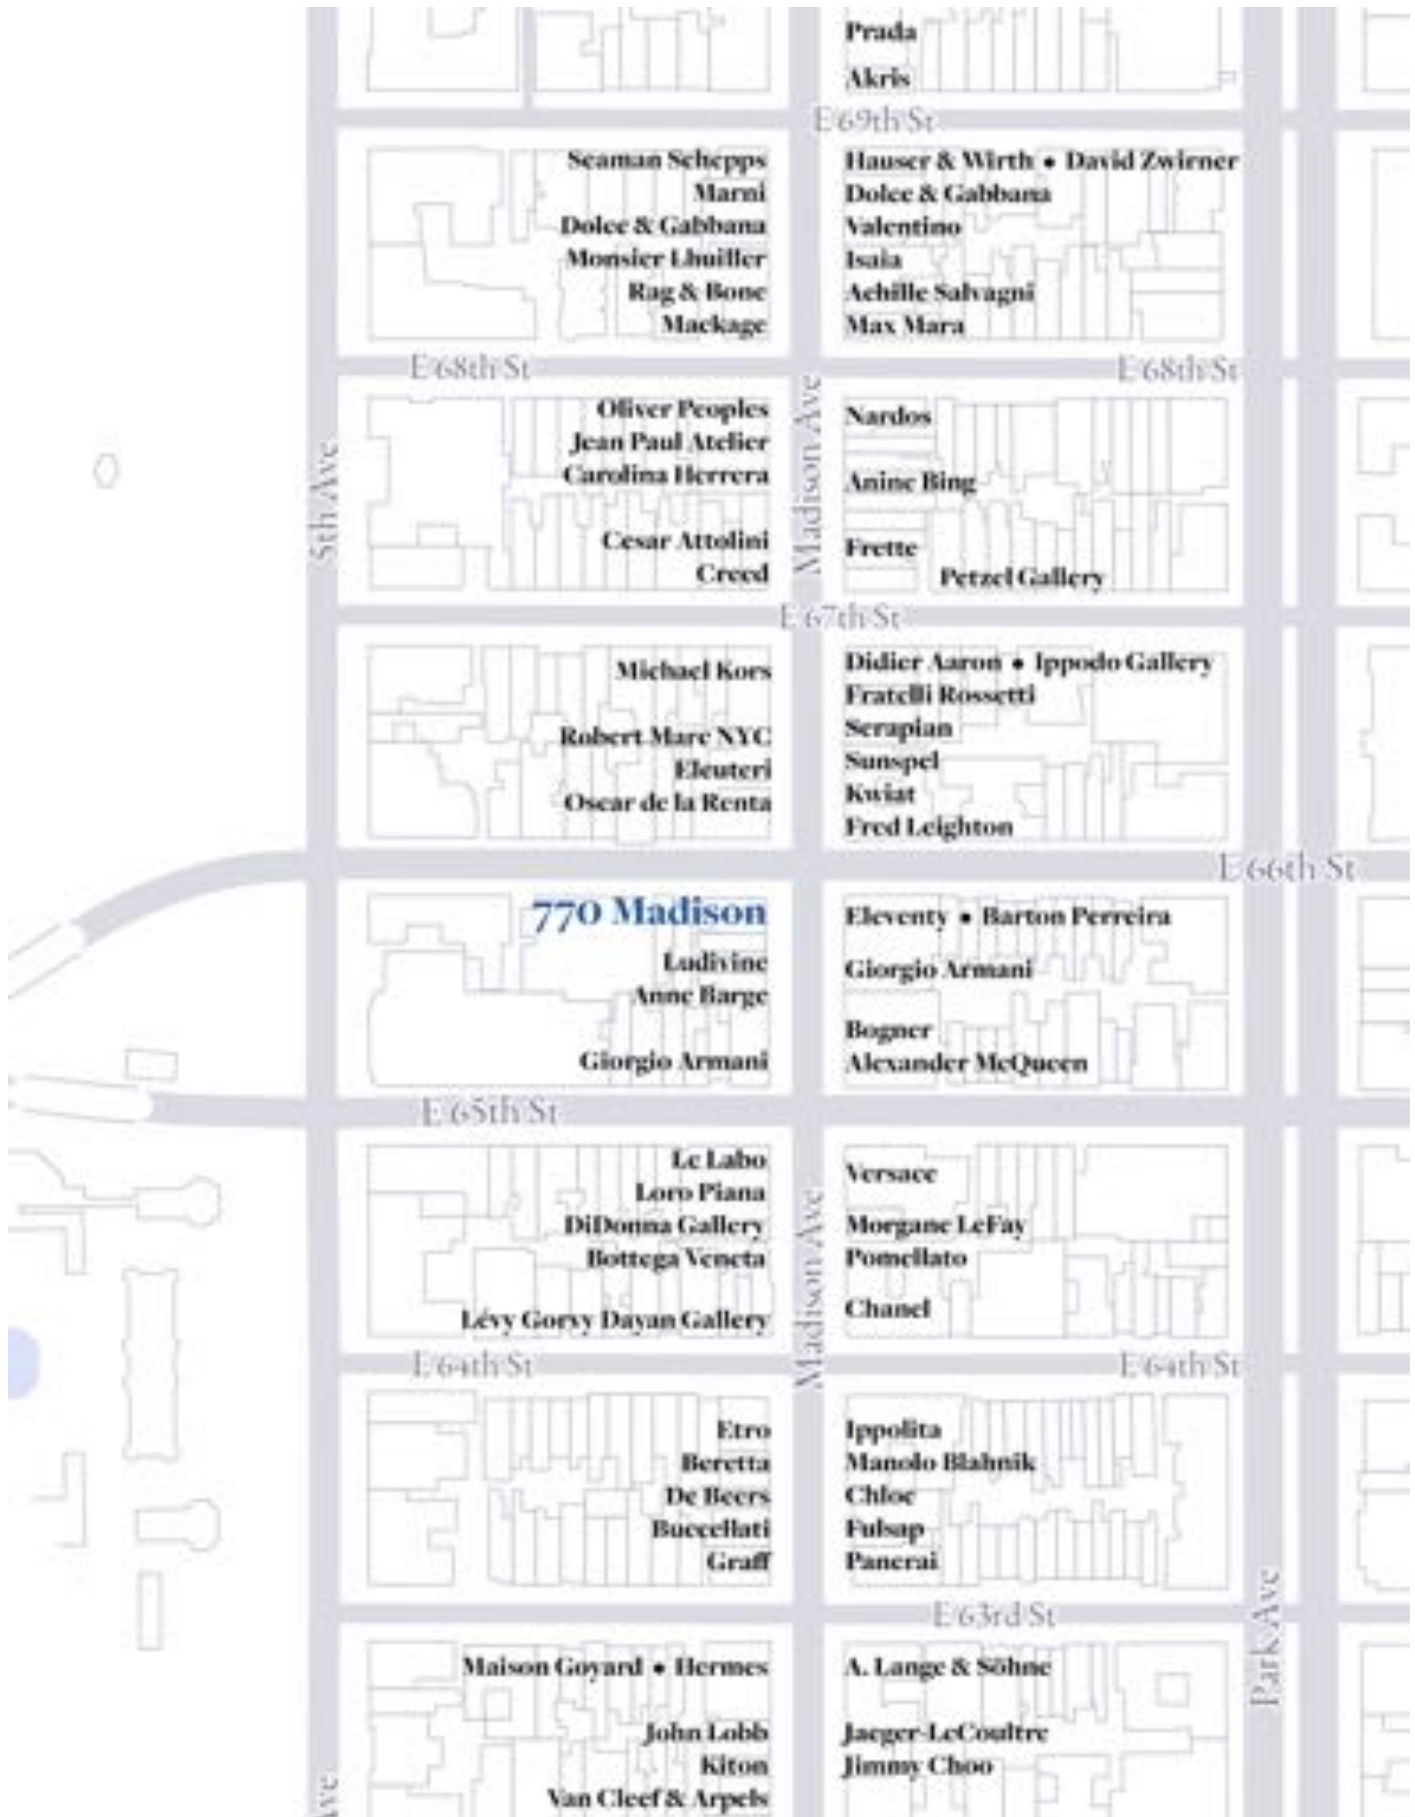 Prada
Akris
E 69th St
Seaman Schepps
Marni
Dolce & Gabbana
Monsier Lhuiller
Rag & Bone
Mackage
Hauser & Wirth • David Zwirner
Dolce & Gabbana
Valentino
Isaia
Achille Salvagni
Max Mara
E 68th St
E 68th St
5th Ave
Madison Ave
Oliver Peoples
Jean Paul Atelier
Carolina Herrera
Cesar Attolini
Creed
Nardos
Anine Bing
Frette
Petzel Gallery
E 67th St
Michael Kors
Robert Marc NYC
Eleuteri
Oscar de la Renta
Didier Aaron • Ippodo Gallery
Fratelli Rossetti
Serapian
Sunspel
Kwiat
Fred Leighton
E 66th St
770 Madison
Ludivine
Anne Barge
Giorgio Armani
Eleventy • Barton Perreira
Giorgio Armani
Bogner
Alexander McQueen
E 65th St
Le Labo
Loro Piana
DiDonna Gallery
Bottega Veneta
Lévy Gorvy Dayan Gallery
Madison Ave
Versace
Morgane LeFay
Pomellato
Chanel
E 64th St
E 64th St
Etro
Beretta
De Beers
Buccellati
Graff
Ippolita
Manolo Blahnik
Chloe
Fulsap
Panerai
E 63rd St
Park Ave
Maison Goyard • Hermes
John Lobb
Kiton
Van Cleef & Arpels
A. Lange & Söhne
Jaeger-LeCoultre
Jimmy Choo